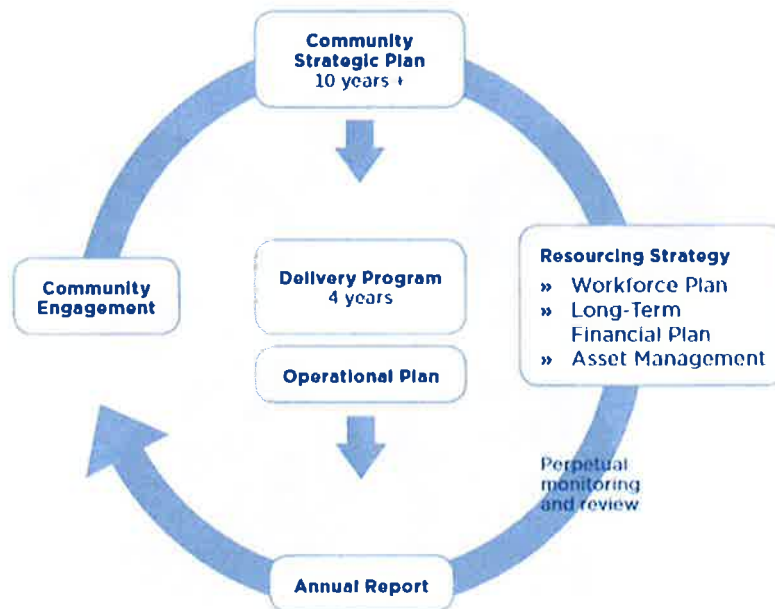 Community
Strategic Plan
10 years +
Community
Engagement
Delivery Program
4 years
Operational Plan
Resourcing Strategy
» Workforce Plan
» Long-Term
Financial Plan
» Asset Management
Perpetual
monitoring
and review
Annual Report